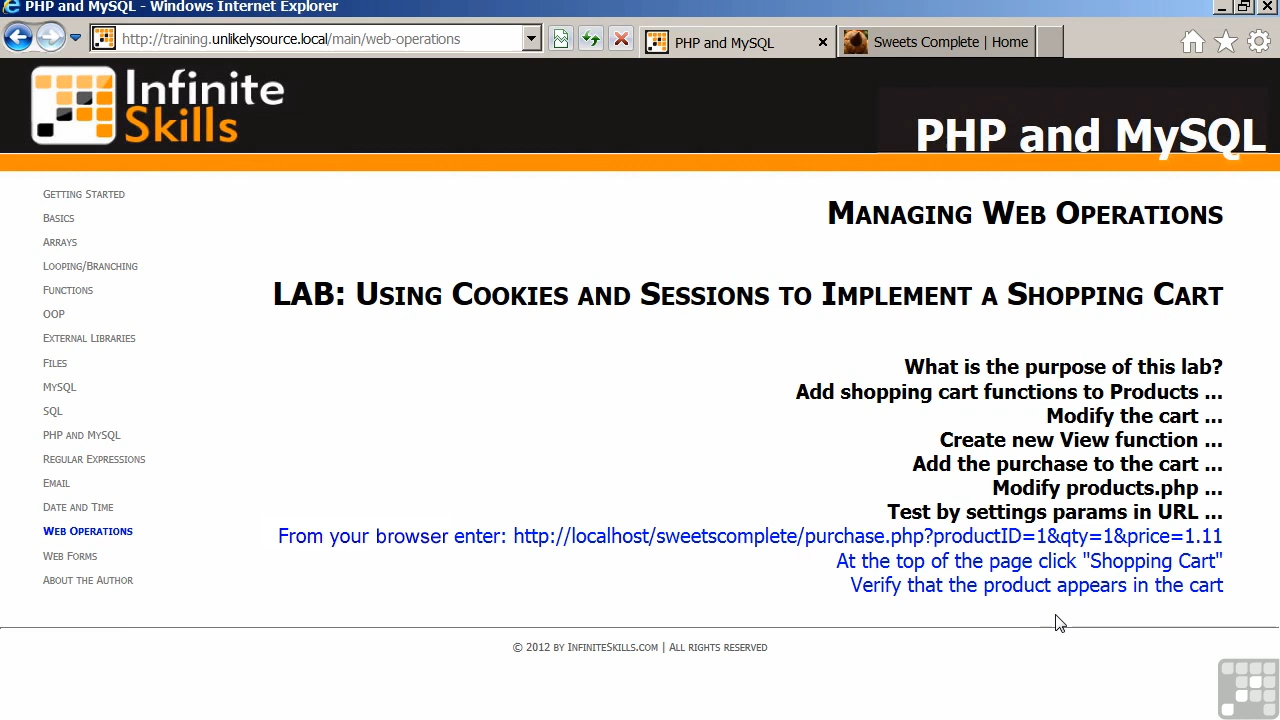 PHP and MySQL - Windows Internet Explorer
http://training.unlikelysource.local/main/web-operations
PHP and MySQL
Sweets Complete | Home
Infinite
Skills
PHP and MySQL
GETTING STARTED
BASICS
ARRAYS
LOOPING/BRANCHING
FUNCTIONS
OOP
EXTERNAL LIBRARIES
FILES
MYSQL
SQL
PHP AND MYSQL
REGULAR EXPRESSIONS
EMAIL
DATE AND TIME
WEB OPERATIONS
WEB FORMS
ABOUT THE AUTHOR
MANAGING WEB OPERATIONS
LAB: USING COOKIES AND SESSIONS TO IMPLEMENT A SHOPPING CART
What is the purpose of this lab?
Add shopping cart functions to Products ...
Modify the cart ...
Create new View function ...
Add the purchase to the cart ...
Modify products.php ...
Test by settings params in URL ...
From your browser enter: http://localhost/sweetscomplete/purchase.php?productID=1&qty=1&price=1.11
At the top of the page click "Shopping Cart"
Verify that the product appears in the cart
© 2012 BY INFINITESKILLS.COM | ALL RIGHTS RESERVED